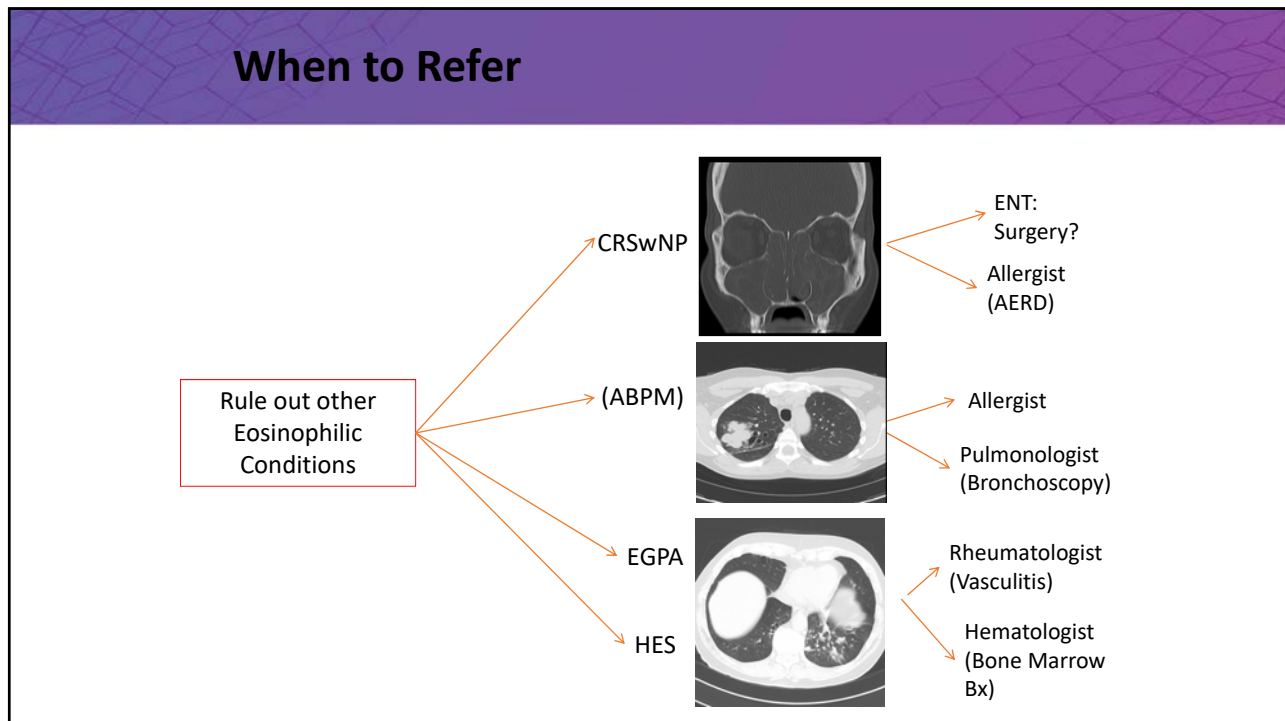 When to Refer
Rule out other
Eosinophilic
Conditions
CRSwNP
ENT:
Surgery?
Allergist
(AERD)
(ABPM)
Allergist
Pulmonologist
(Bronchoscopy)
EGPA
HES
Rheumatologist
(Vasculitis)
Hematologist
(Bone Marrow
Bx)